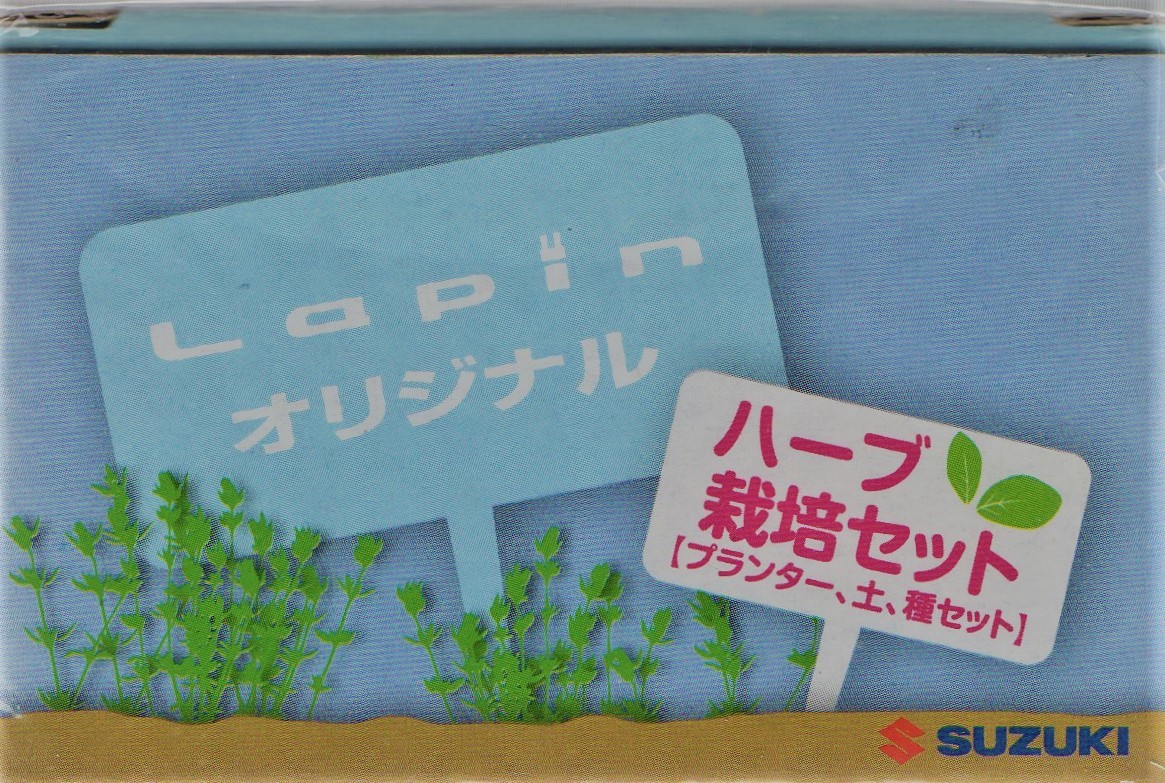 Lapin
オリジナル
ハーブ
栽培セット
【プランター、土、種セット】
SUZUKI